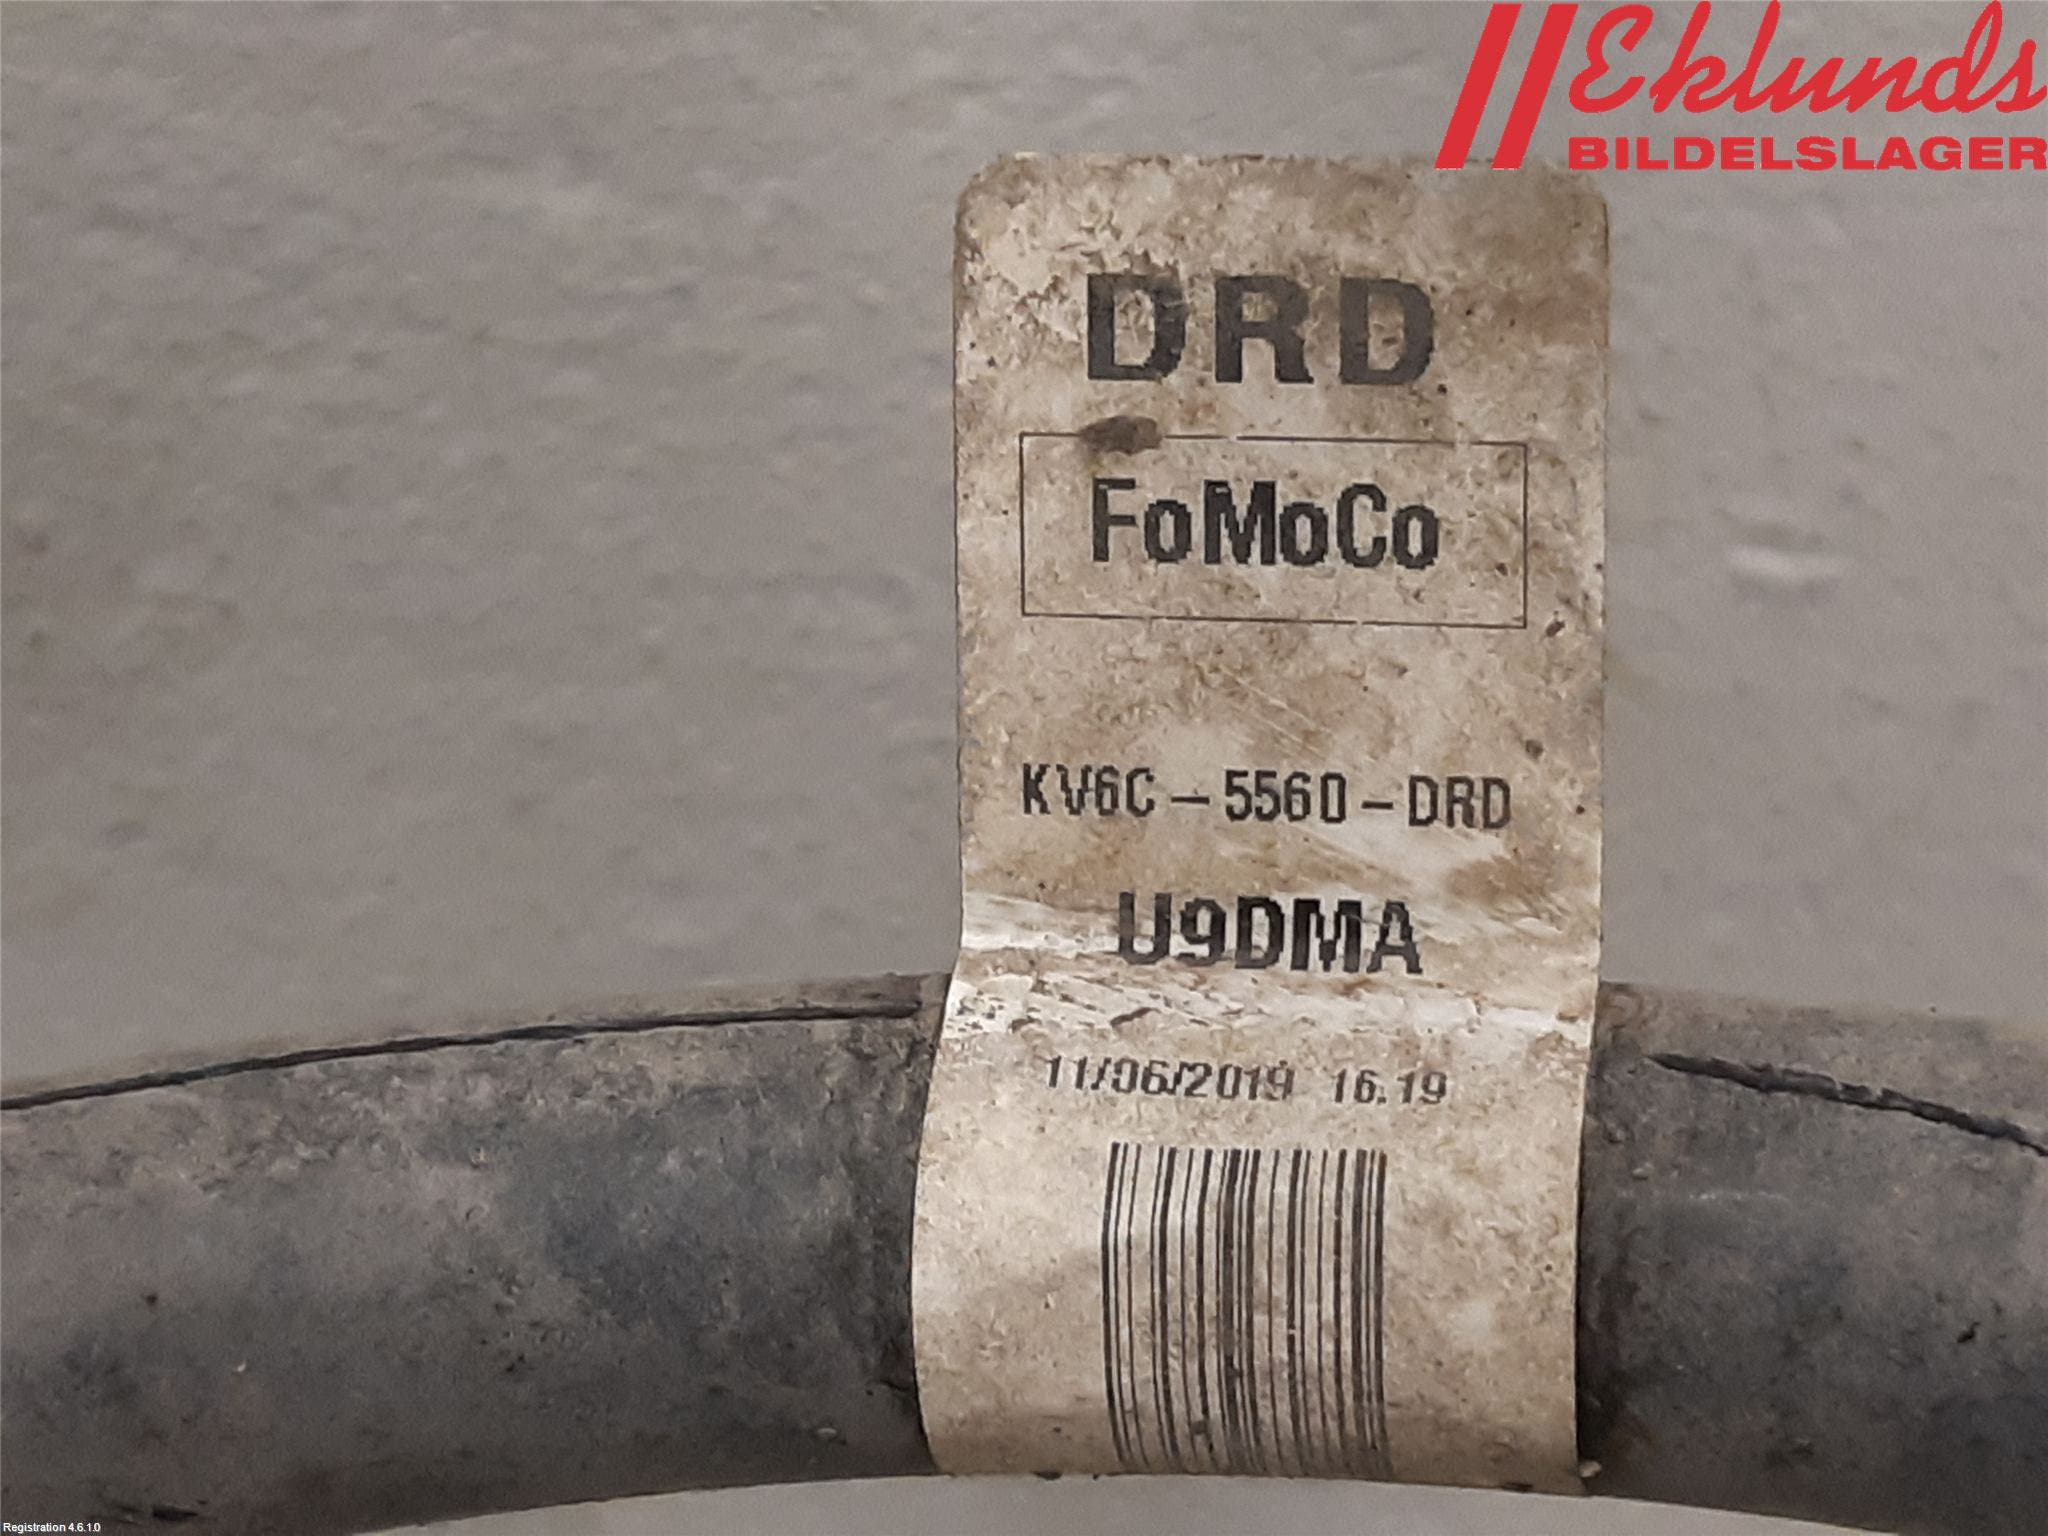 Eklunds
BILDELSLAGER
DRD
FoMoCo
KV6C - 5560 - DRD
U9DMA
11/06/2019 16.19
Registration 4.6.1.0